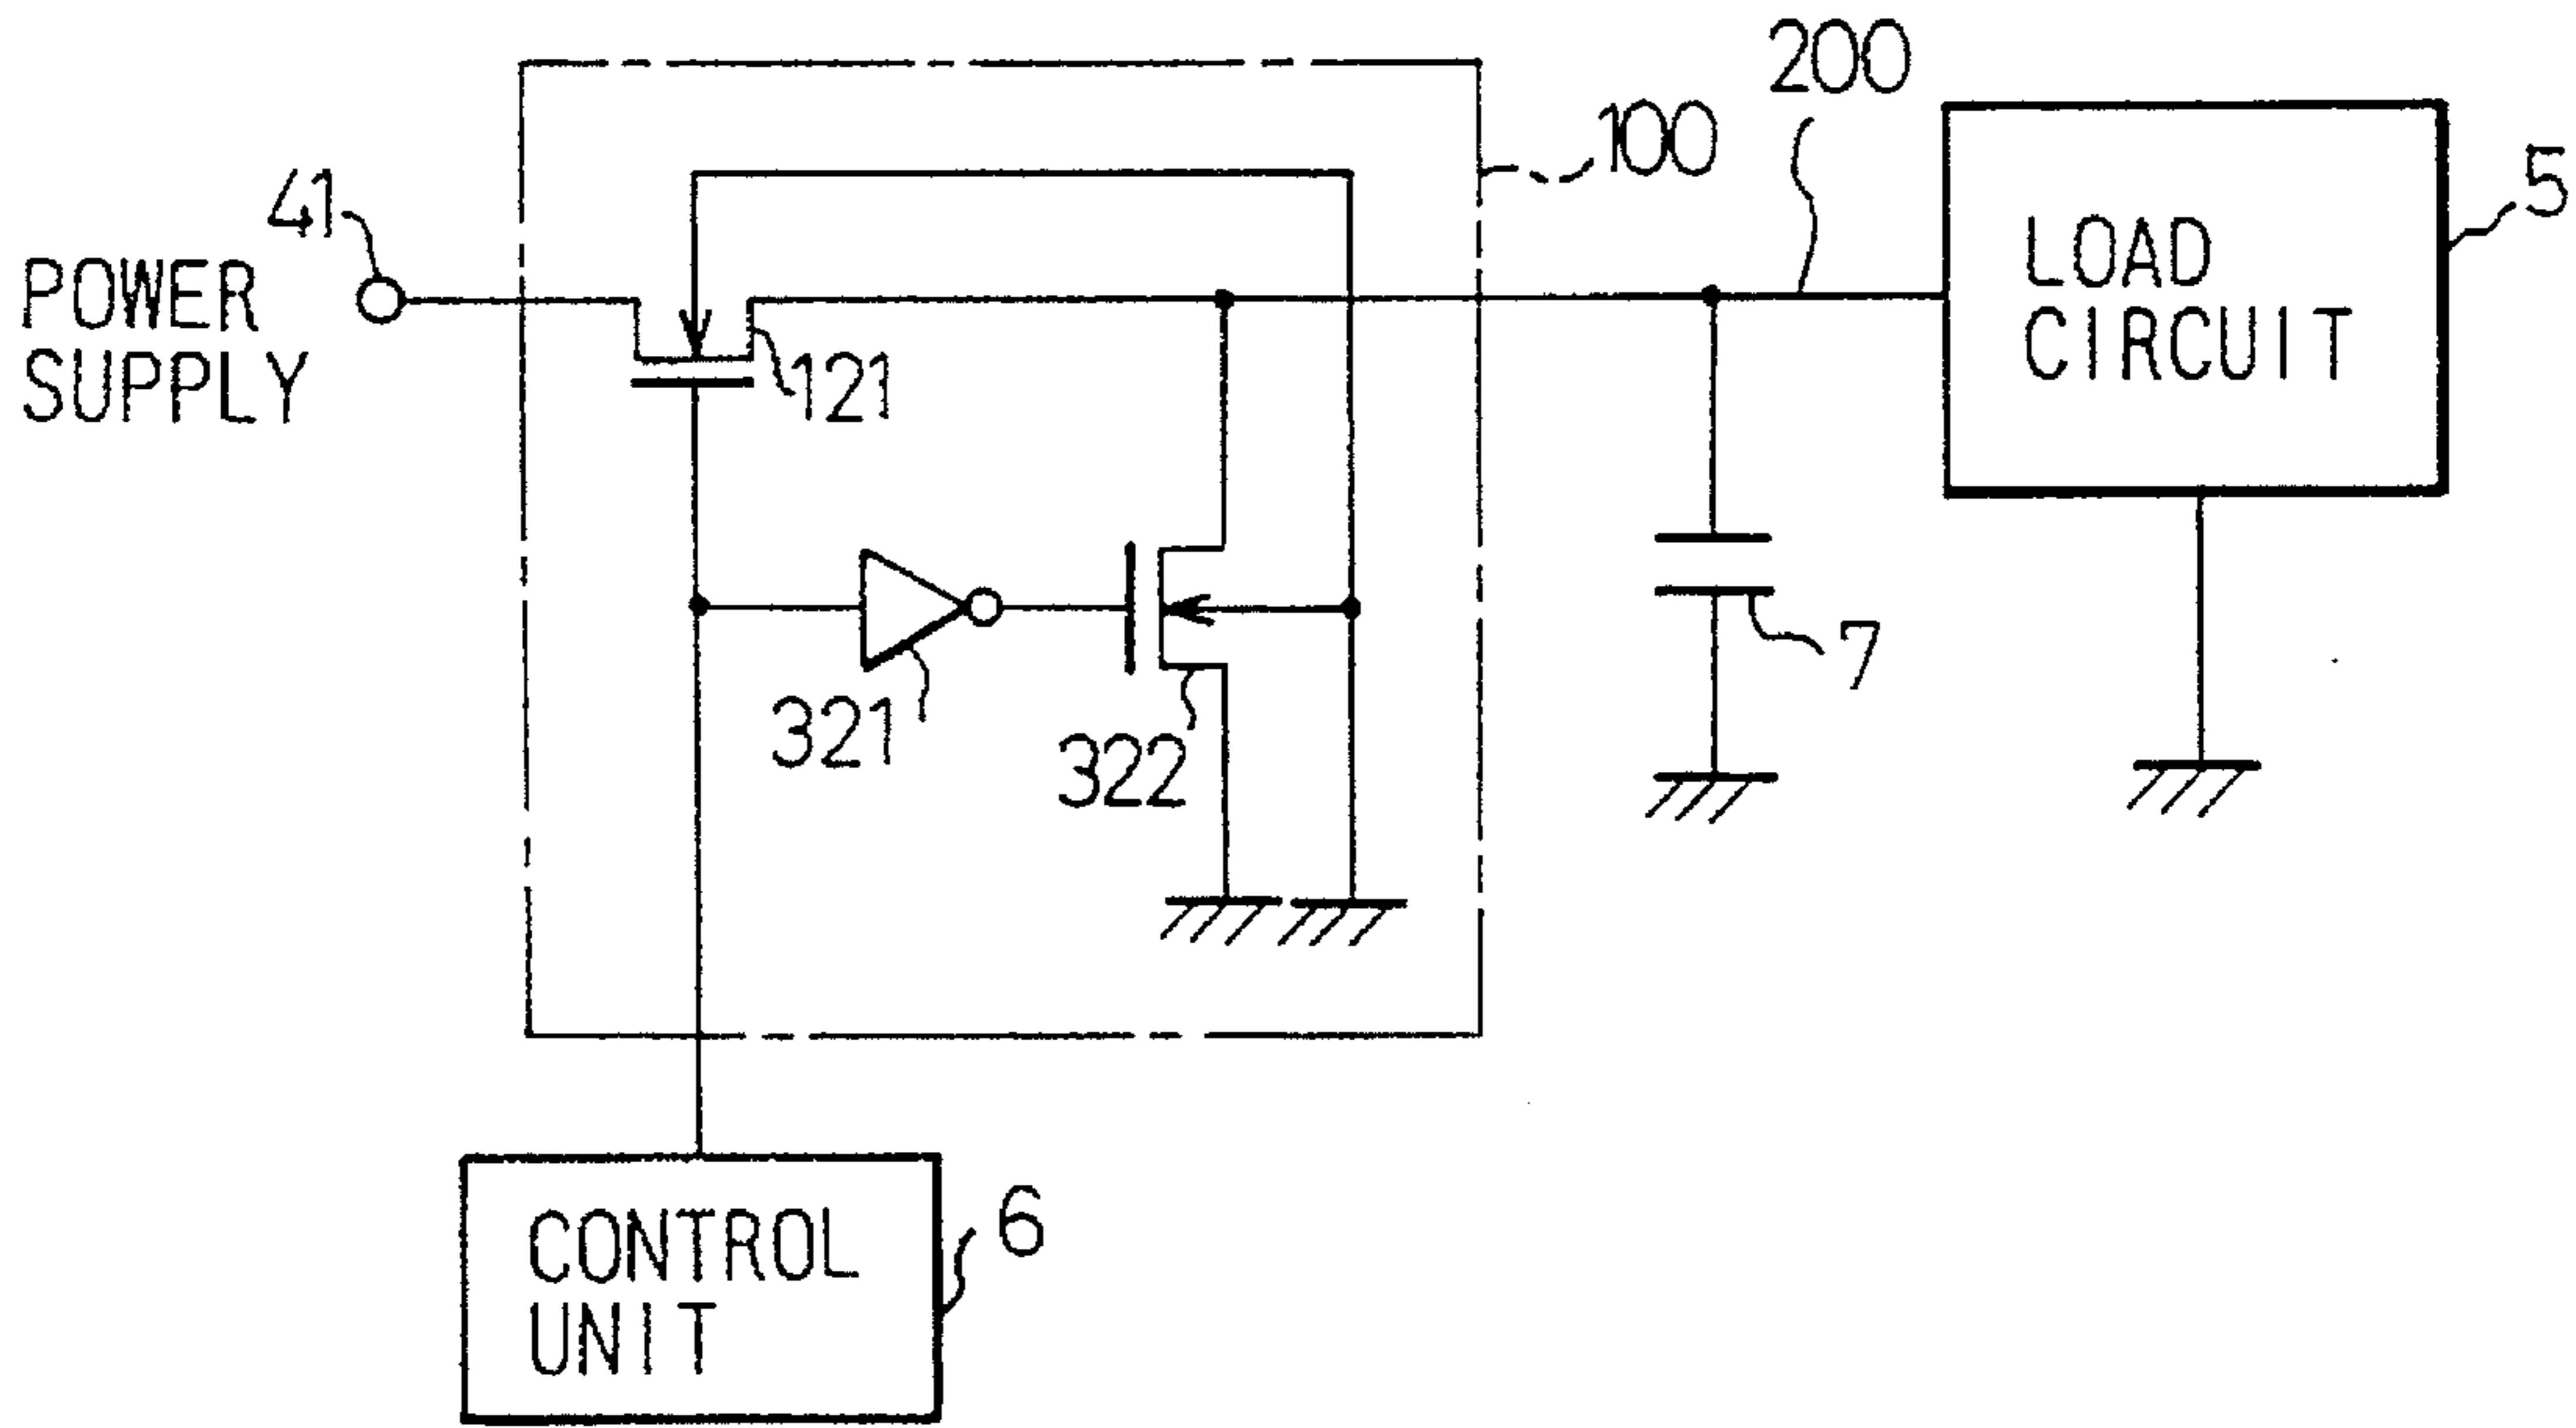 200
100
41
5
POWER
SUPPLY
LOAD
CIRCUIT
121
7
321
322
CONTROL
UNIT
6